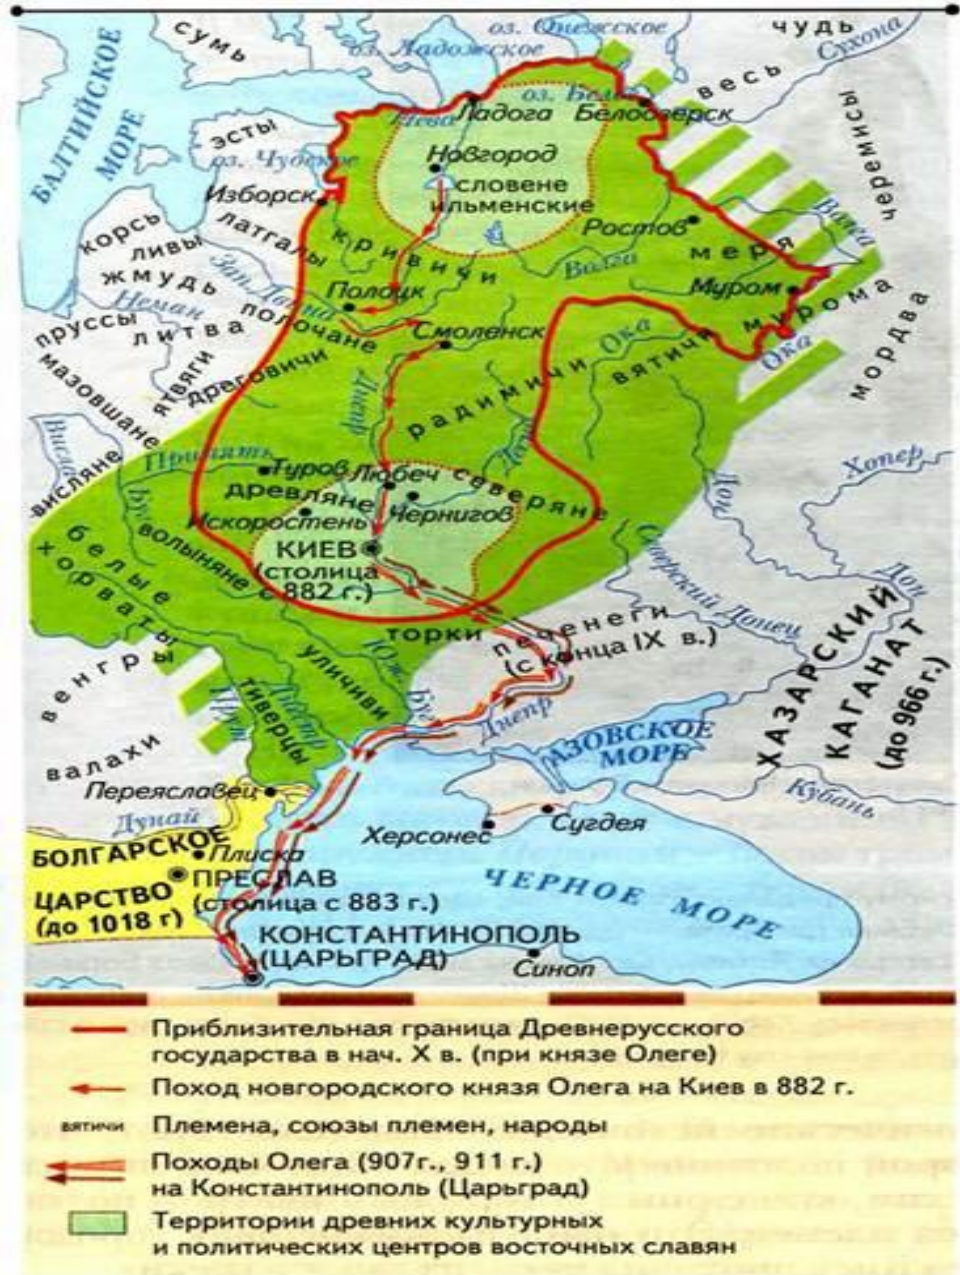 оз. Онежское
чудь
сумь
оз. Ладожское
Сухона
весь
БАЛТИЙСКОЕ
МОРЕ
оз. Белое
Нева
Ладога
Белоозерск
черемисы
эсты
оз. Чудское
Новгород
словене
ильменские
Изборск
Ростов
Волга
корсь
латгалы
ливы
кривичи
меря
жмудь
Зап. Двина
Волга
Неман
Полоцк
Муром
мурома
пруссы
литва
полочане
Смоленск
Ока
вятичи
Ока
мордва
мазовшане
ятвяги
дреговичи
Днепр
радимичи
Висла
висляне
Припять
Туров
Любеч
северяне
Десна
Дон
Хопер
Буг
древляне
Чернигов
Искоростень
волыняне
КИЕВ
(столица
с 882 г.)
белые
хорваты
Северский Донец
Дон
торки
печенеги
(с конца IX в.)
ХАЗАРСКИЙ
КАГАНАТ
(до 966 г.)
венгры
уличиви
Юж. Буг
Прут
Днестр
тиверцы
Днепр
АЗОВСКОЕ
МОРЕ
валахи
Переяславец
Кубань
Дунай
Херсонес
Сугдея
БОЛГАРСКОЕ
ЦАРСТВО
(до 1018 г)
Плиска
ПРЕСЛАВ
(столица с 883 г.)
ЧЕРНОЕ МОРЕ
КОНСТАНТИНОПОЛЬ
(ЦАРЬГРАД)
Синоп
Приблизительная граница Древнерусского
государства в нач. X в. (при князе Олеге)
Поход новгородского князя Олега на Киев в 882 г.
вятичи Племена, союзы племен, народы
Походы Олега (907г., 911 г.)
на Константинополь (Царьград)
Территории древних культурных
и политических центров восточных славян